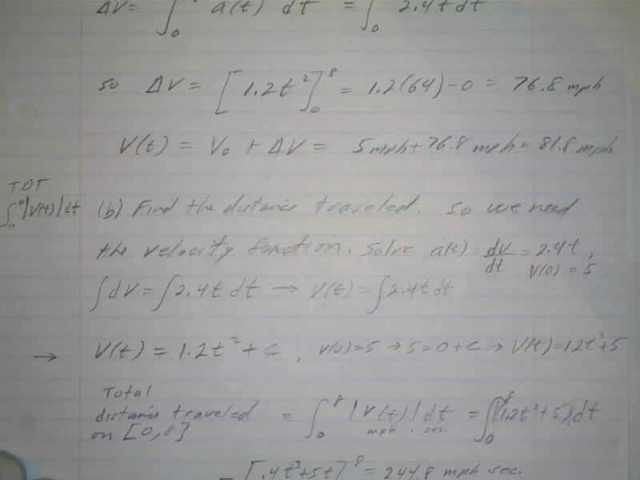 ΔV = ∫₀ a(t) dt = ∫₀ 2.4t dt
so ΔV = [1.2t²]₀⁸ = 1.2(64) - 0 = 76.8 mph
V(t) = V₀ + ΔV = 5 mph + 76.8 mph = 81.8 mph
TDT
∫₀⁸|V(t)|dt (b) Find the distance traveled. So we need
the velocity function. Solve a(t) = dv/dt = 2.4t, V(0) = 5
∫dV = ∫2.4t dt → V(t) = ∫2.4t dt
→ V(t) = 1.2t² + c, V(0)=5 → 5=0+c → V(t)=1.2t²+5
Total
distance traveled = ∫₀⁸ |V(t)| dt = ∫₀⁸ (1.2t²+5) dt
on [0,8] mph · sec.
= [.4t³+5t]⁸ = 244.8 mph sec.